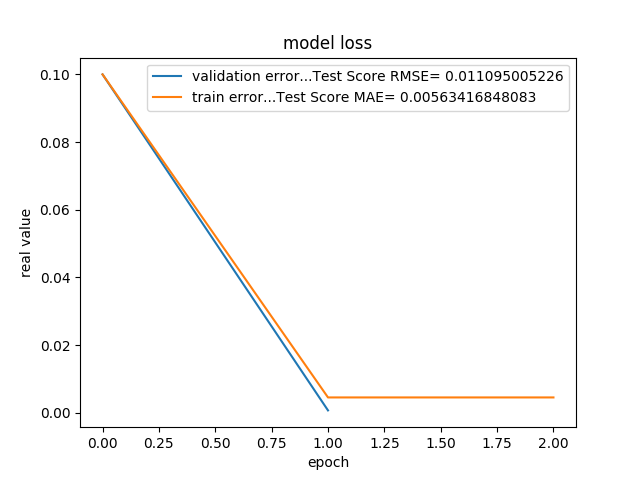 model loss
validation error...Test Score RMSE= 0.011095005226
train error...Test Score MAE= 0.00563416848083
real value
0.10
0.08
0.06
0.04
0.02
0.00
0.00 0.25 0.50 0.75 1.00 1.25 1.50 1.75 2.00
epoch